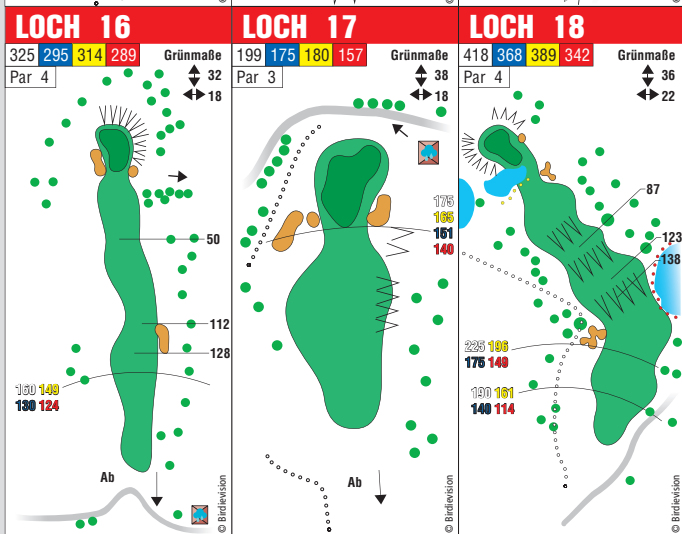 LOCH 16
325 295 314 289
Par 4
Grünmaße
32
18
50
112
128
160 149
130 124
Ab
© Birdievision
LOCH 17
199 175 180 157
Par 3
Grünmaße
38
18
175
165
151
140
Ab
© Birdievision
LOCH 18
418 368 389 342
Par 4
Grünmaße
36
22
87
123
138
225 196
175 149
190 161
140 114
© Birdievision